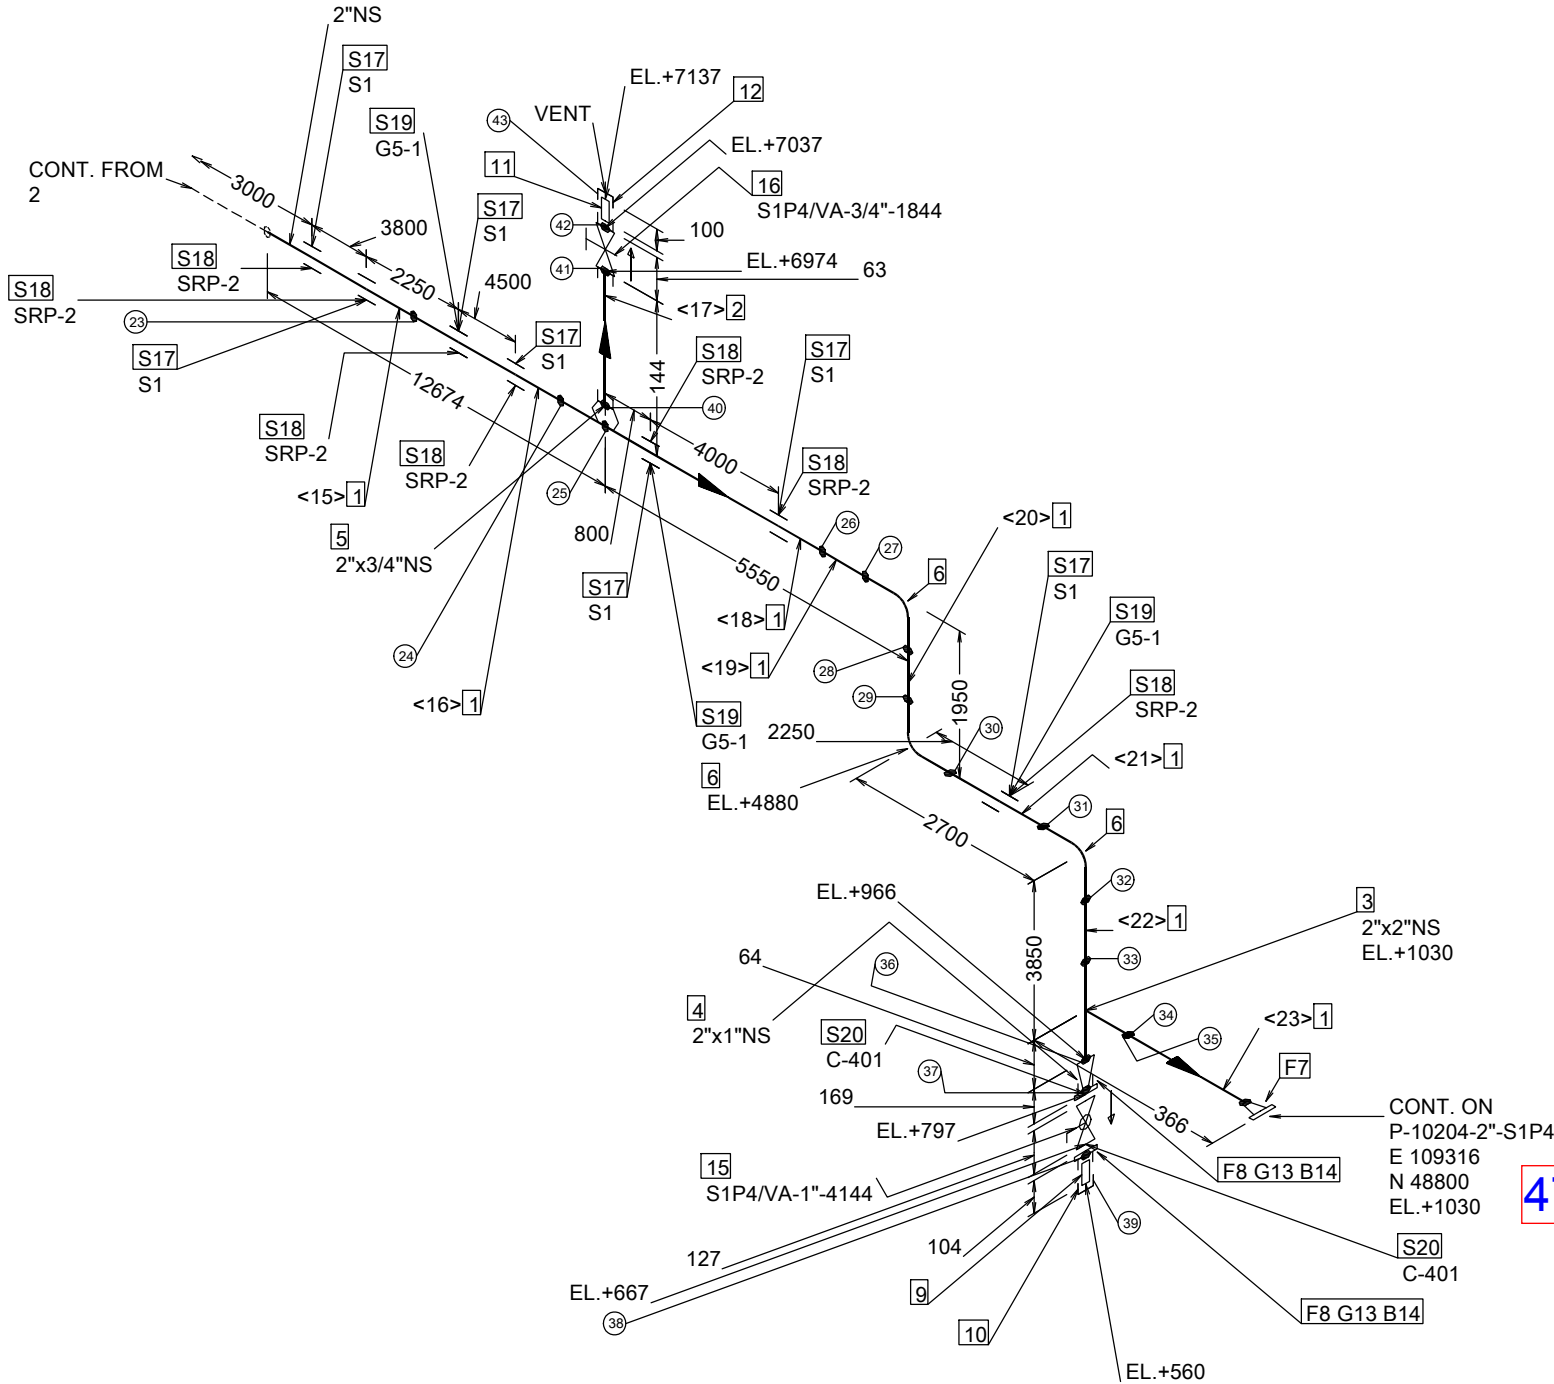 2"NS
S17
S1
EL.+7137
12
43
VENT
S19
G5-1
EL.+7037
CONT. FROM
2
3000
11
16
S1P4/VA-3/4"-1844
S17
S1
3800
42
100
S18
SRP-2
2250
4500
41
EL.+6974
63
S18
SRP-2
23
<17> 2
S17
S1
S17
S1
S18
SRP-2
S17
S1
144
12674
40
S18
SRP-2
S18
SRP-2
4000
S18
SRP-2
<15> 1
25
5
2"x3/4"NS
800
26
27
<20> 1
5550
6
S17
S1
S17
S1
<18> 1
S19
G5-1
24
<19> 1
28
<16> 1
29
1950
S18
SRP-2
S19
G5-1
2250
30
<21> 1
6
EL.+4880
31
6
2700
EL.+966
32
<22> 1
3
2"x2"NS
EL.+1030
64
36
3850
33
4
2"x1"NS
S20
C-401
34
<23> 1
35
37
F7
169
EL.+797
366
CONT. ON
P-10204-2"-S1P4
E 109316
N 48800
EL.+1030
15
S1P4/VA-1"-4144
F8 G13 B14
39
127
104
S20
C-401
EL.+667
9
38
10
F8 G13 B14
EL.+560